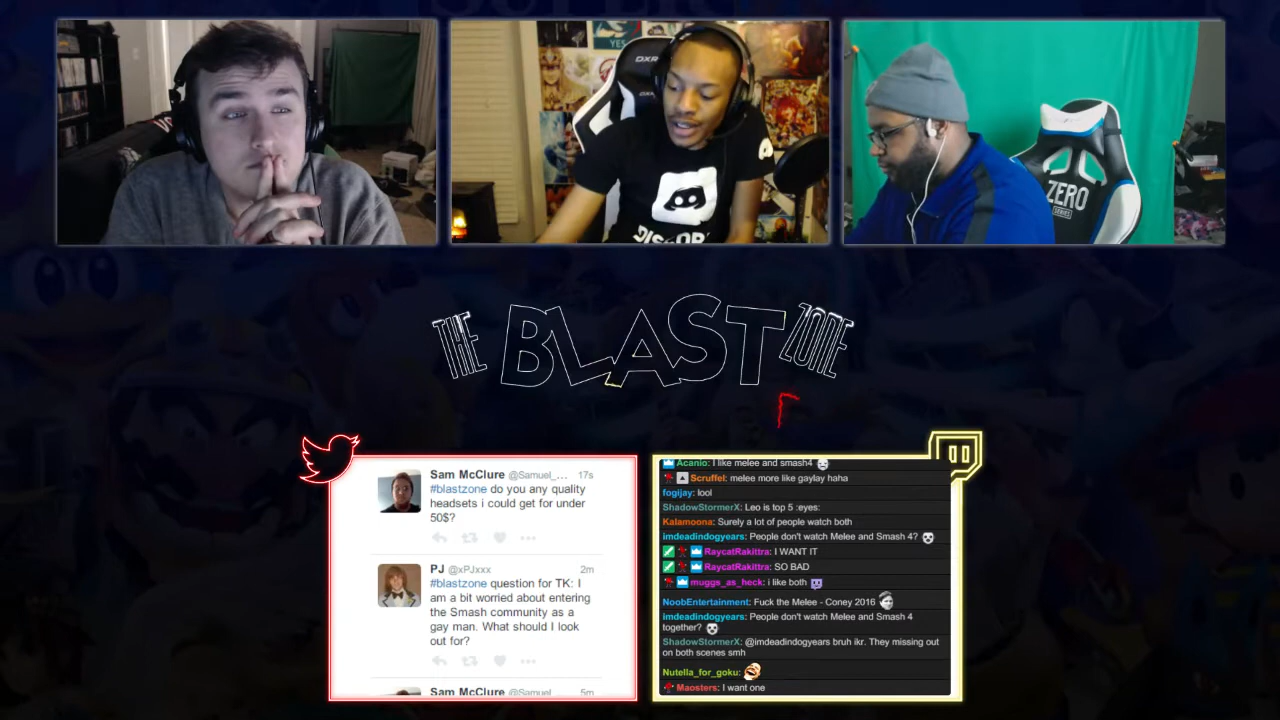 YES
DXR
DISCOR
ZERO
SERIES
THE BLAST ZONE
Sam McClure @Samuel_... 17s
#blastzone do you any quality
headsets i could get for under
50$?
PJ @xPJxxx 2m
#blastzone question for TK: I
am a bit worried about entering
the Smash community as a
gay man. What should I look
out for?
Sam McClure @Samuel 5m
Acanio: I like melee and smash4
Scruffel: melee more like gaylay haha
fogijay: lool
ShadowStormerX: Leo is top 5 :eyes:
Kalamoona: Surely a lot of people watch both
imdeadindogyears: People don't watch Melee and Smash 4?
RaycatRakittra: I WANT IT
RaycatRakittra: SO BAD
muggs_as_heck: i like both
NoobEntertainment: Fuck the Melee - Coney 2016
imdeadindogyears: People don't watch Melee and Smash 4
together?
ShadowStormerX: @imdeadindogyears bruh ikr. They missing out
on both scenes smh
Nutella_for_goku:
Maosters: I want one